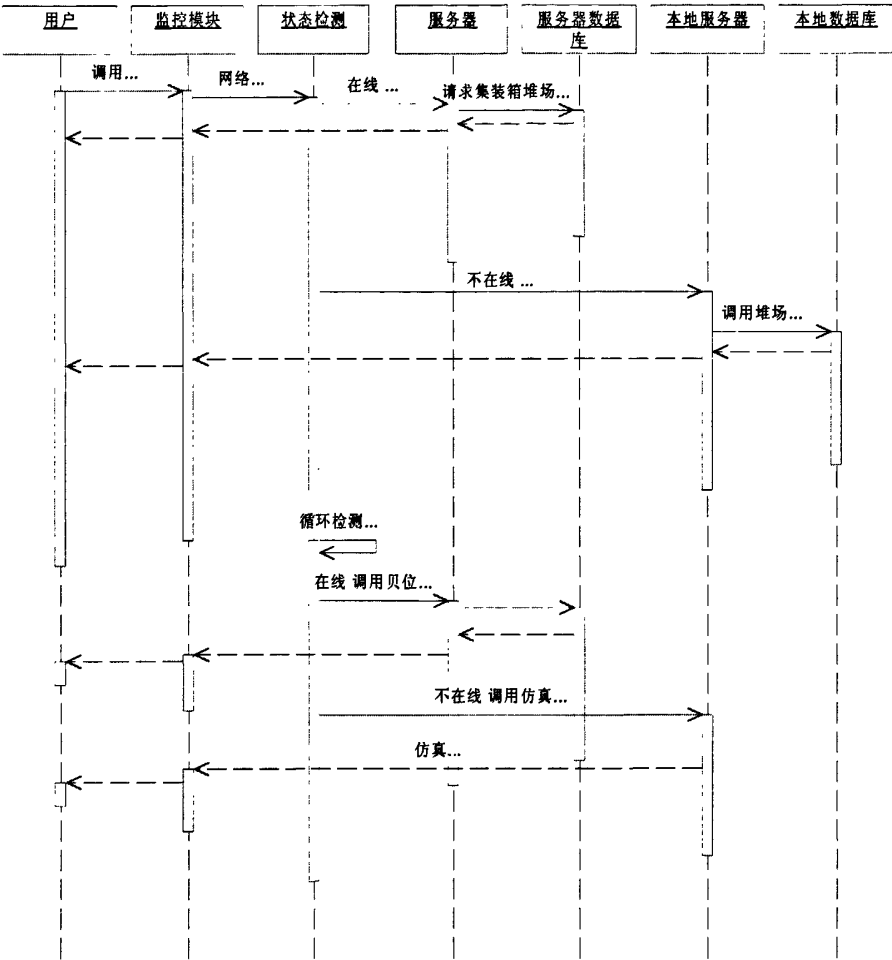 用户
监控模块
状态检测
服务器
服务器数据
库
本地服务器
本地数据库
调用...
网络...
在线 ...
请求集装箱堆场...
不在线 ...
调用堆场...
循环检测...
在线 调用贝位...
不在线 调用仿真...
仿真...